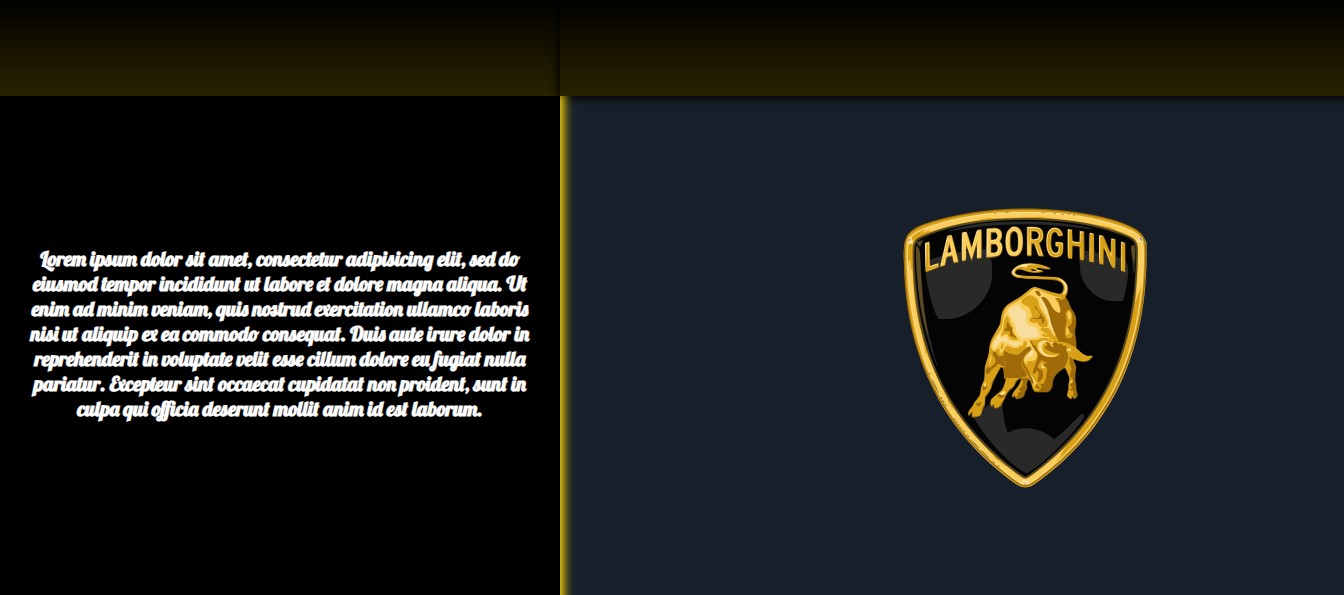 Lorem ipsum dolor sit amet, consectetur adipisicing elit, sed do
eiusmod tempor incididunt ut labore et dolore magna aliqua. Ut
enim ad minim veniam, quis nostrud exercitation ullamco laboris
nisi ut aliquip ex ea commodo consequat. Duis aute irure dolor in
reprehenderit in voluptate velit esse cillum dolore eu fugiat nulla
pariatur. Excepteur sint occaecat cupidatat non proident, sunt in
culpa qui officia deserunt mollit anim id est laborum.
LAMBORGHINI